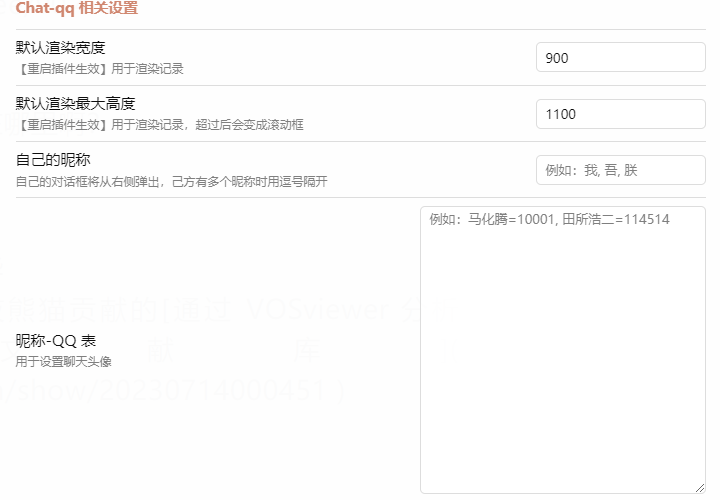 Chat-qq 相关设置
默认渲染宽度
【重启插件生效】用于渲染记录
900
默认渲染最大高度
【重启插件生效】用于渲染记录，超过后会变成滚动框
1100
自己的昵称
自己的对话框将从右侧弹出，己方有多个昵称时用逗号隔开
例如：我, 吾, 朕
例如：马化腾=10001, 田所浩二=114514
昵称-QQ 表
用于设置聊天头像